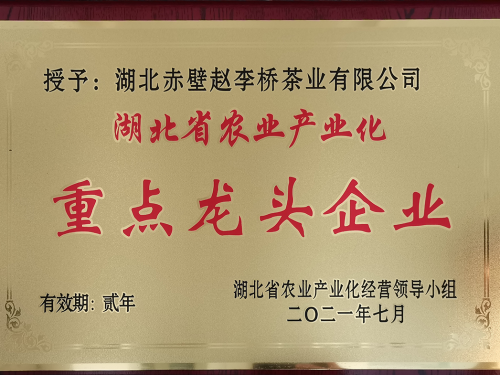 授予：湖北赤壁赵李桥茶业有限公司
湖北省农业产业化
重点龙头企业
有效期：贰年
湖北省农业产业化经营领导小组
二〇二一年七月